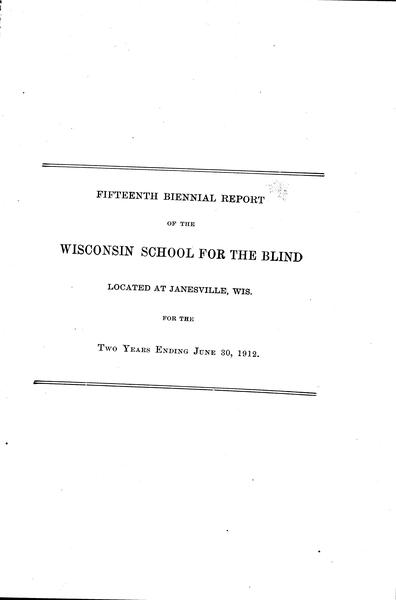 FIFTEENTH BIENNIAL REPORT
OF THE
WISCONSIN SCHOOL FOR THE BLIND
LOCATED AT JANESVILLE, WIS.
FOR THE
TWO YEARS ENDING JUNE 30, 1912.